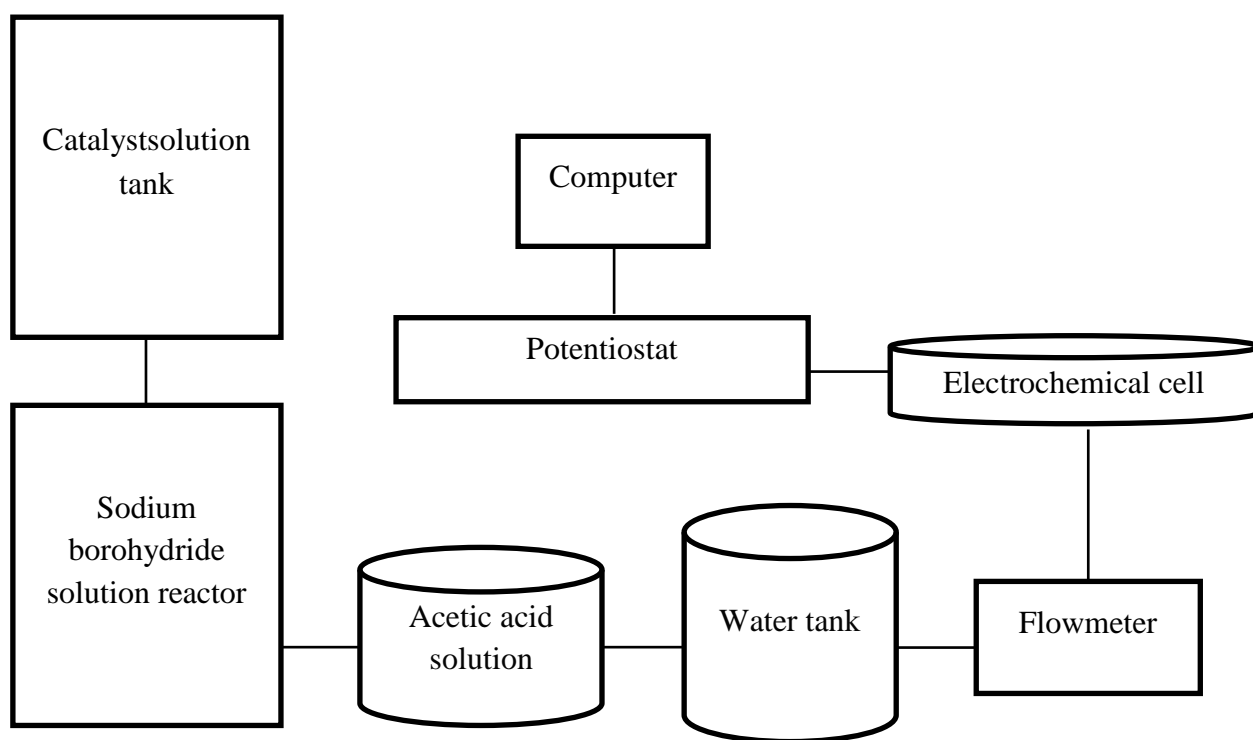 Catalystsolution
tank
Computer
Potentiostat
Electrochemical cell
Sodium
borohydride
solution reactor
Acetic acid
solution
Water tank
Flowmeter